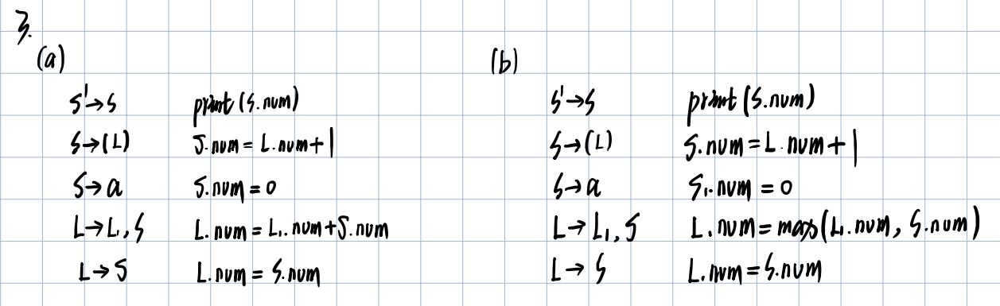 3.
(a)
S'→S print(S.num)
S→(L) S.num = L.num+1
S→a S.num = 0
L→L₁,S L.num = L₁.num+S.num
L→S L.num = S.num
(b)
S'→S print(S.num)
S→(L) S.num = L.num+1
S→a S₁.num = 0
L→L₁,S L.num = max(L₁.num, S.num)
L→S L.num = S.num